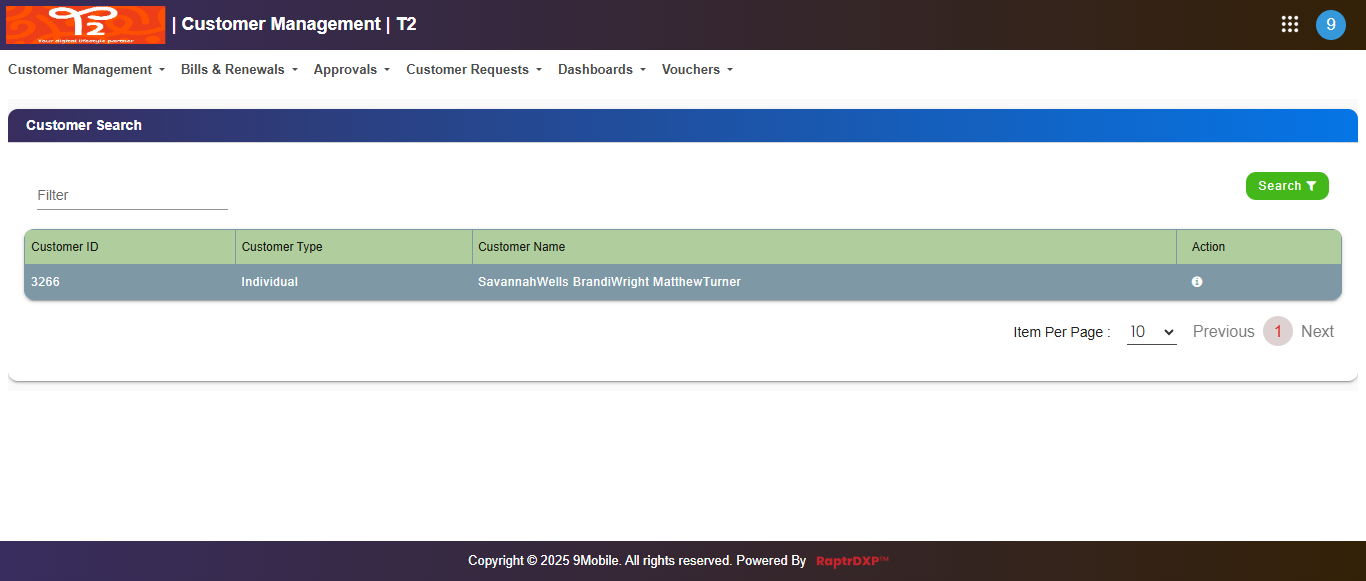 T2
Your digital lifestyle partner
| Customer Management | T2
9
Customer Management Bills & Renewals Approvals Customer Requests Dashboards Vouchers
Customer Search
Filter
Search
Customer ID Customer Type Customer Name Action
3266 Individual SavannahWells BrandiWright MatthewTurner
Item Per Page : 10 Previous 1 Next
Copyright © 2025 9Mobile. All rights reserved. Powered By RaptrDXP™